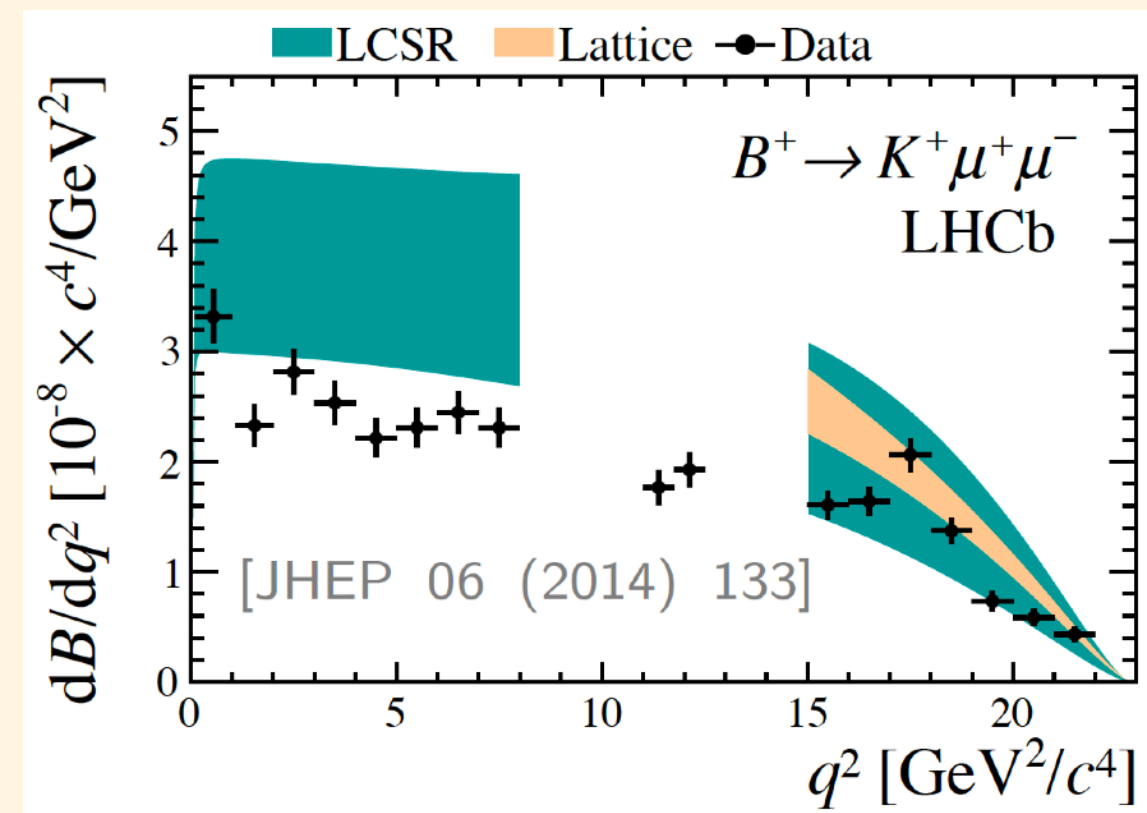 LCSR Lattice Data
dB/dq² [10⁻⁸ × c⁴/GeV²]
5
4
3
2
1
0
B⁺ → K⁺μ⁺μ⁻
LHCb
[JHEP 06 (2014) 133]
0 5 10 15 20
q² [GeV²/c⁴]